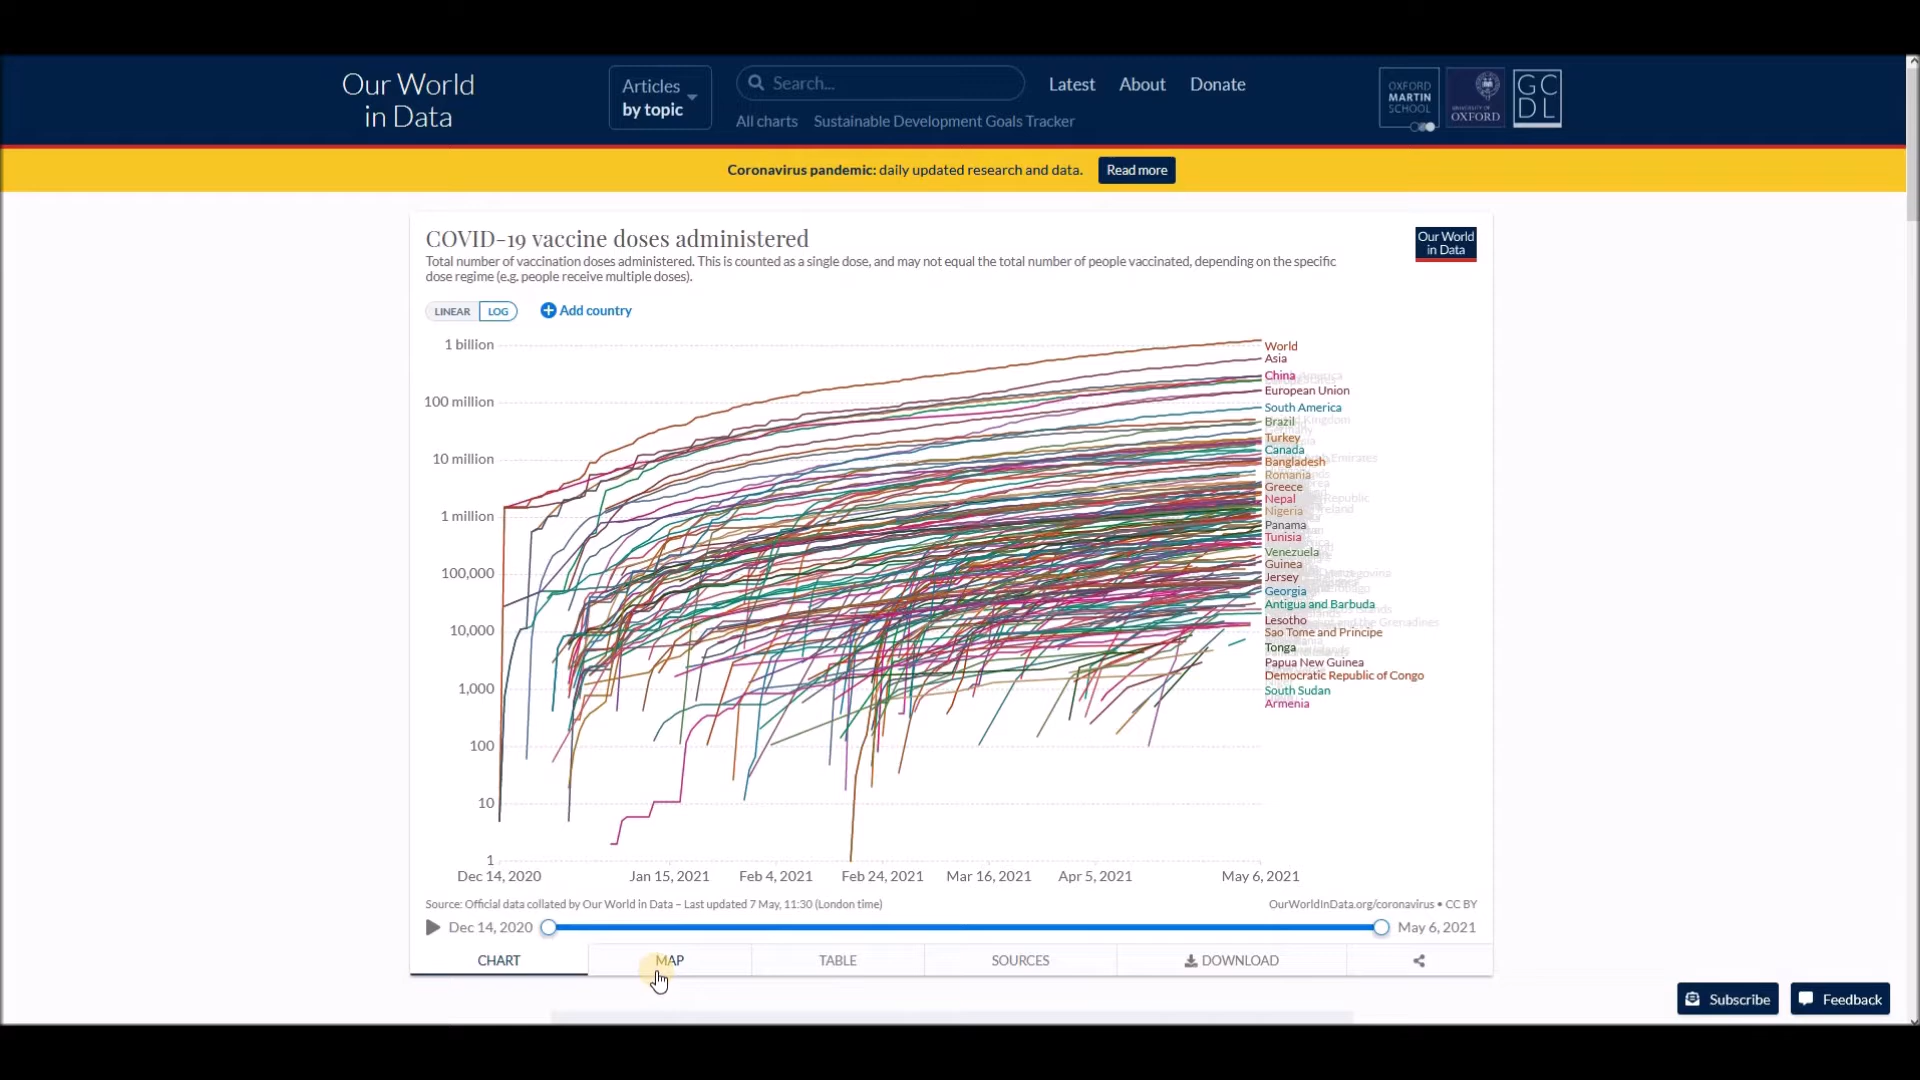 Our World
in Data
Articles
by topic
Search...
Latest
About
Donate
All charts
Sustainable Development Goals Tracker
OXFORD
MARTIN
SCHOOL
UNIVERSITY OF
OXFORD
GC
DL
Coronavirus pandemic: daily updated research and data.
Read more
COVID-19 vaccine doses administered
Total number of vaccination doses administered. This is counted as a single dose, and may not equal the total number of people vaccinated, depending on the specific
dose regime (e.g. people receive multiple doses).
Our World
in Data
LINEAR
LOG
Add country
1 billion
100 million
10 million
1 million
100,000
10,000
1,000
100
10
1
World
Asia
China
European Union
South America
Brazil
Turkey
Canada
Bangladesh
Romania
Greece
Nepal
Nigeria
Panama
Tunisia
Venezuela
Guinea
Jersey
Georgia
Antigua and Barbuda
Lesotho
Sao Tome and Principe
Tonga
Papua New Guinea
Democratic Republic of Congo
South Sudan
Armenia
Dec 14, 2020
Jan 15, 2021
Feb 4, 2021
Feb 24, 2021
Mar 16, 2021
Apr 5, 2021
May 6, 2021
Source: Official data collated by Our World in Data – Last updated 7 May, 11:30 (London time)
OurWorldInData.org/coronavirus • CC BY
Dec 14, 2020
May 6, 2021
CHART
MAP
TABLE
SOURCES
DOWNLOAD
Subscribe
Feedback